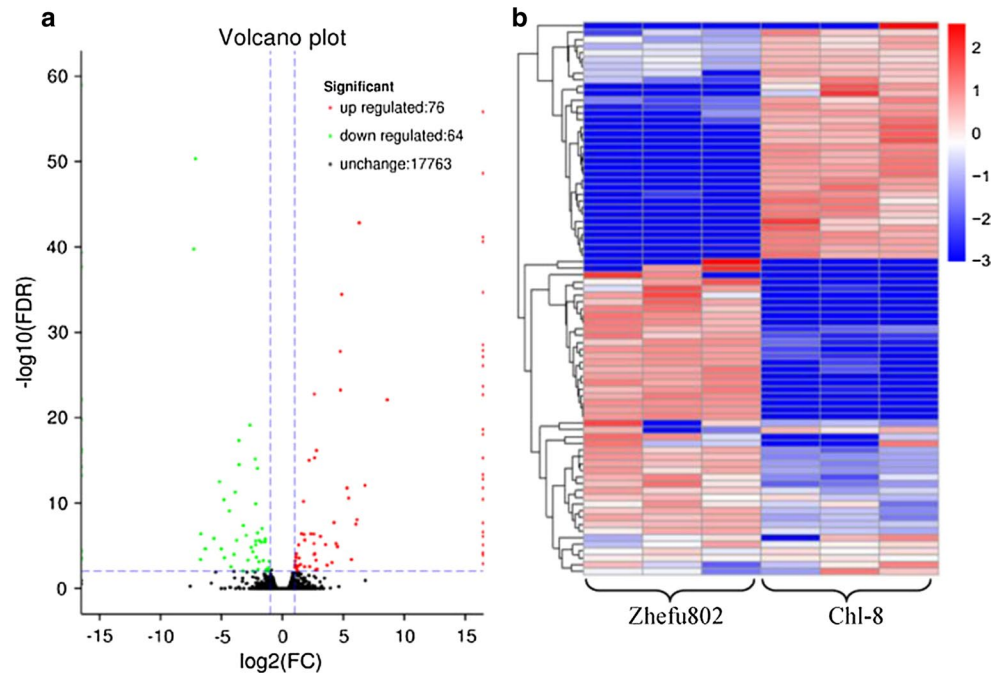 a
Volcano plot
60
50
40
30
20
10
0
-log10(FDR)
-15
-10
-5
0
5
10
15
log2(FC)
Significant
up regulated:76
down regulated:64
unchange:17763
b
2
1
0
−1
−2
−3
Zhefu802
Chl-8